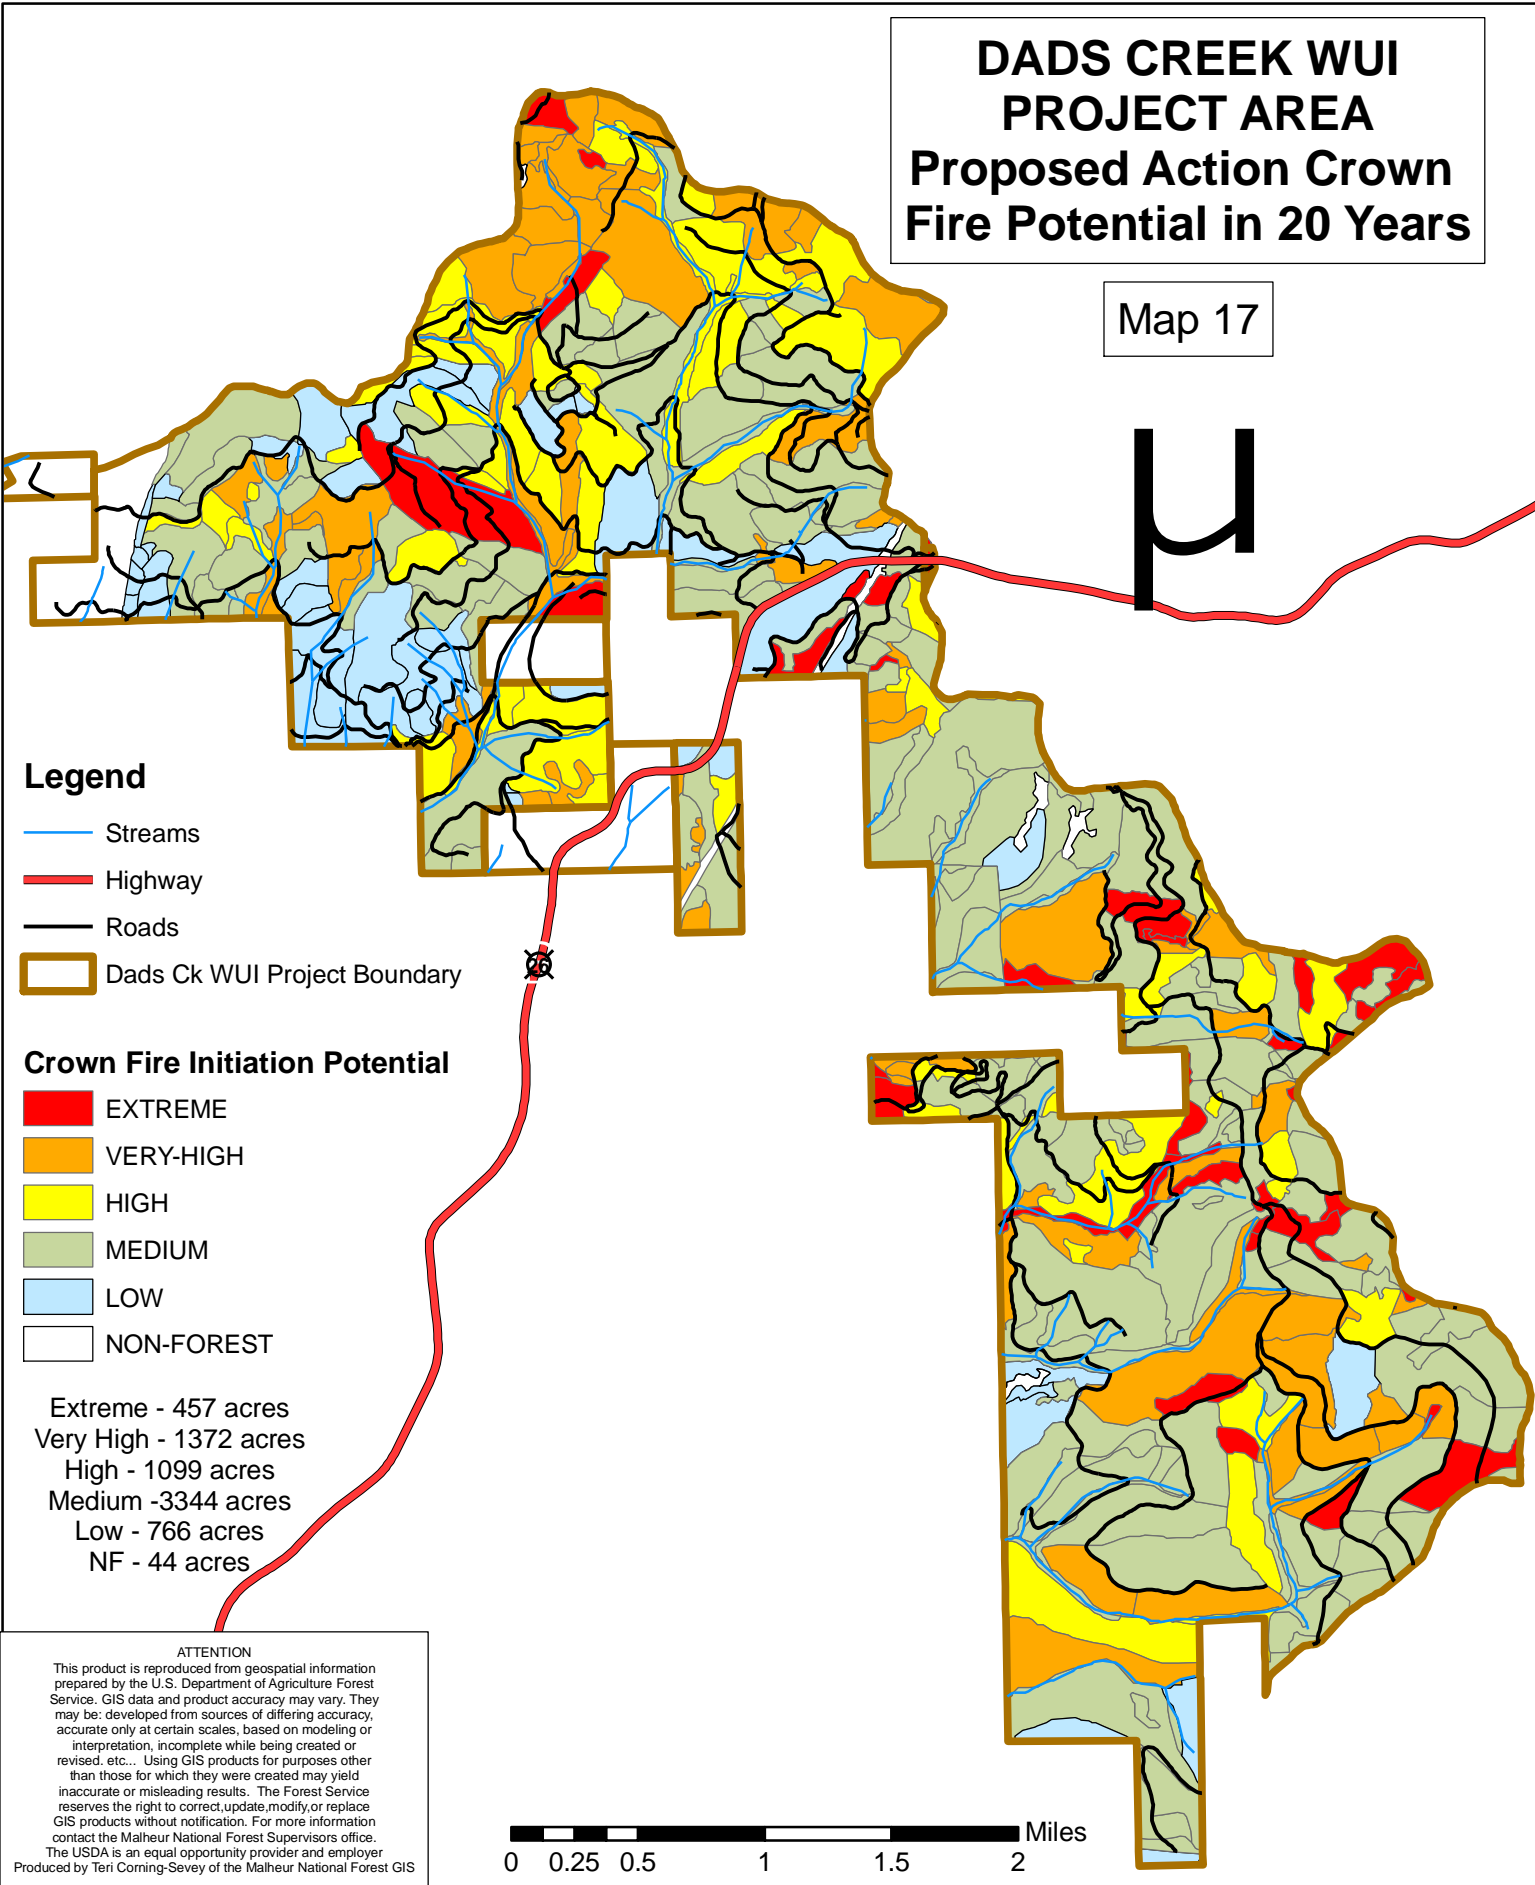 DADS CREEK WUI
PROJECT AREA
Proposed Action Crown
Fire Potential in 20 Years
Map 17
µ
Legend
Streams
Highway
Roads
Dads Ck WUI Project Boundary
26
Crown Fire Initiation Potential
EXTREME
VERY-HIGH
HIGH
MEDIUM
LOW
NON-FOREST
Extreme - 457 acres
Very High - 1372 acres
High - 1099 acres
Medium -3344 acres
Low - 766 acres
NF - 44 acres
ATTENTION
This product is reproduced from geospatial information
prepared by the U.S. Department of Agriculture Forest
Service. GIS data and product accuracy may vary. They
may be: developed from sources of differing accuracy,
accurate only at certain scales, based on modeling or
interpretation, incomplete while being created or
revised. etc... Using GIS products for purposes other
than those for which they were created may yield
inaccurate or misleading results. The Forest Service
reserves the right to correct,update,modify,or replace
GIS products without notification. For more information
contact the Malheur National Forest Supervisors office.
The USDA is an equal opportunity provider and employer
Produced by Teri Corning-Sevey of the Malheur National Forest GIS
Miles
0 0.25 0.5 1 1.5 2